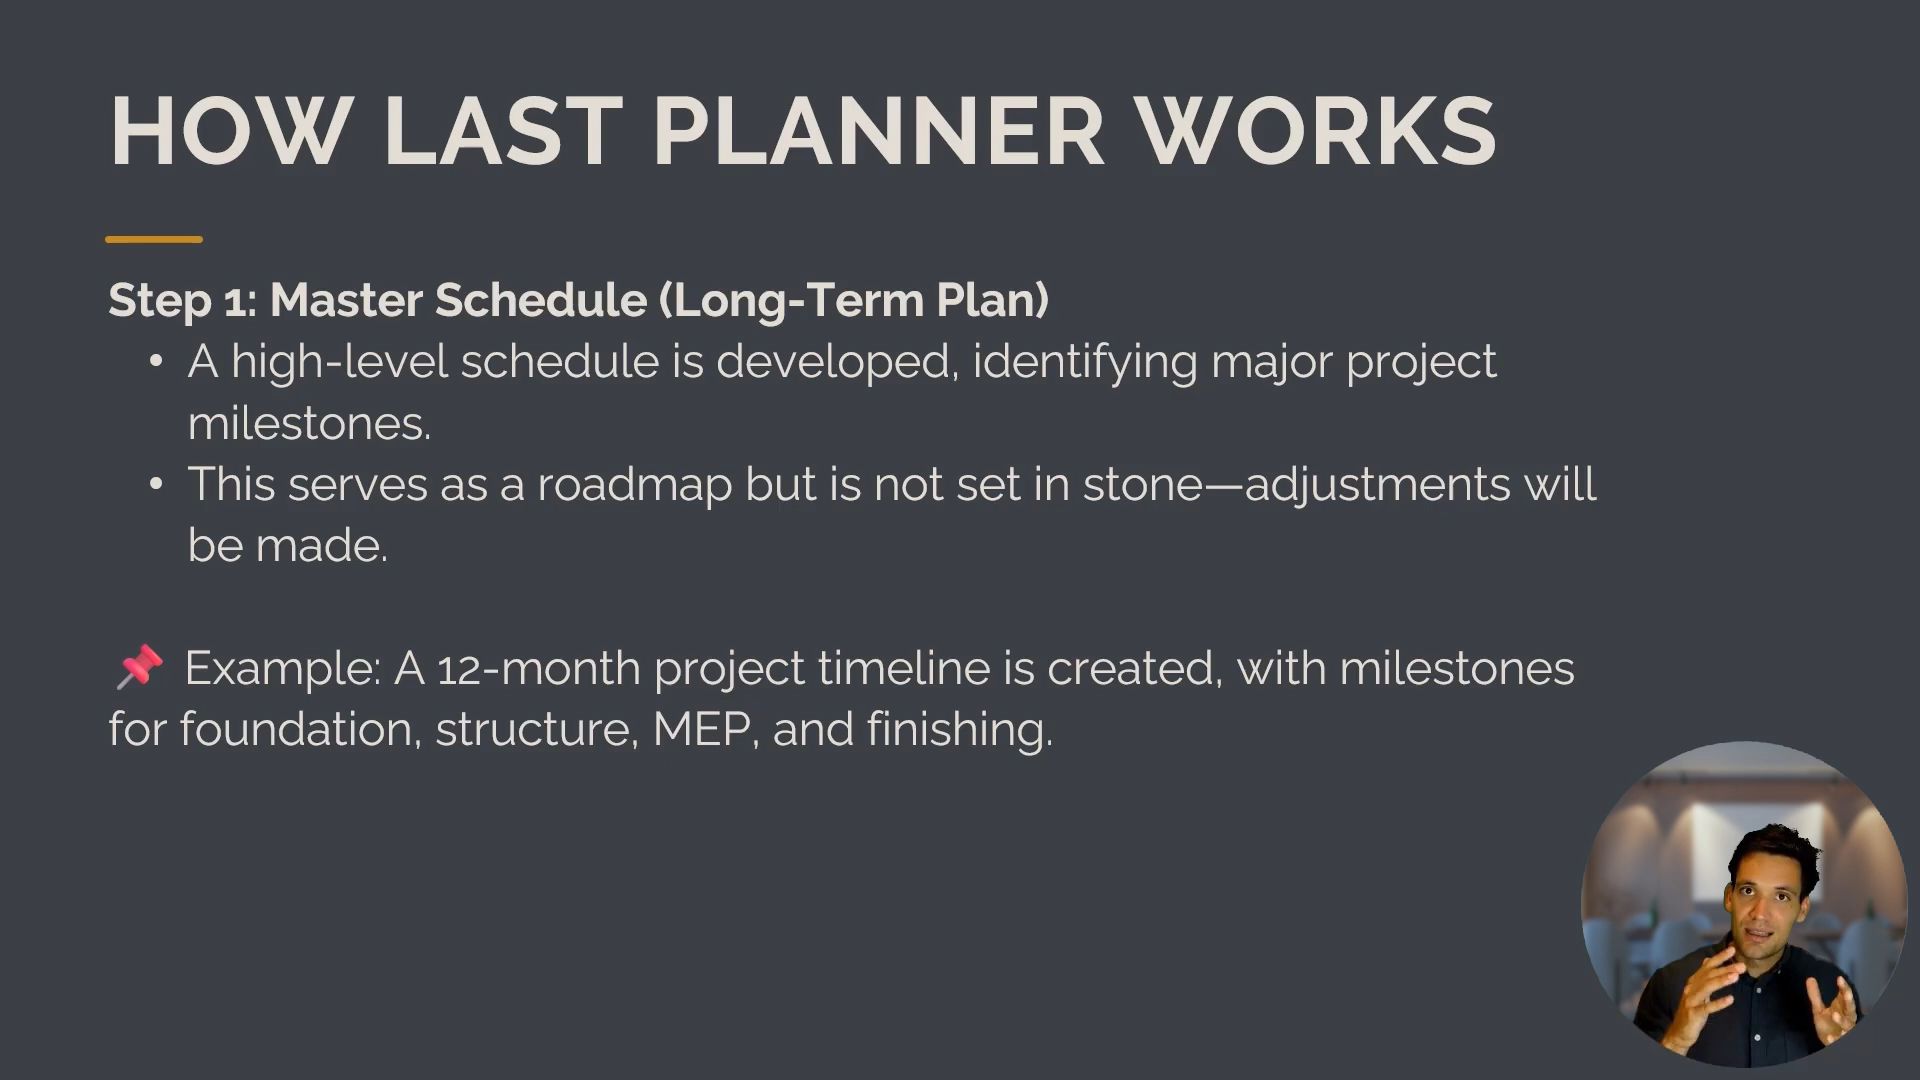 HOW LAST PLANNER WORKS
Step 1: Master Schedule (Long-Term Plan)
• A high-level schedule is developed, identifying major project
milestones.
• This serves as a roadmap but is not set in stone—adjustments will
be made.
📌 Example: A 12-month project timeline is created, with milestones
for foundation, structure, MEP, and finishing.